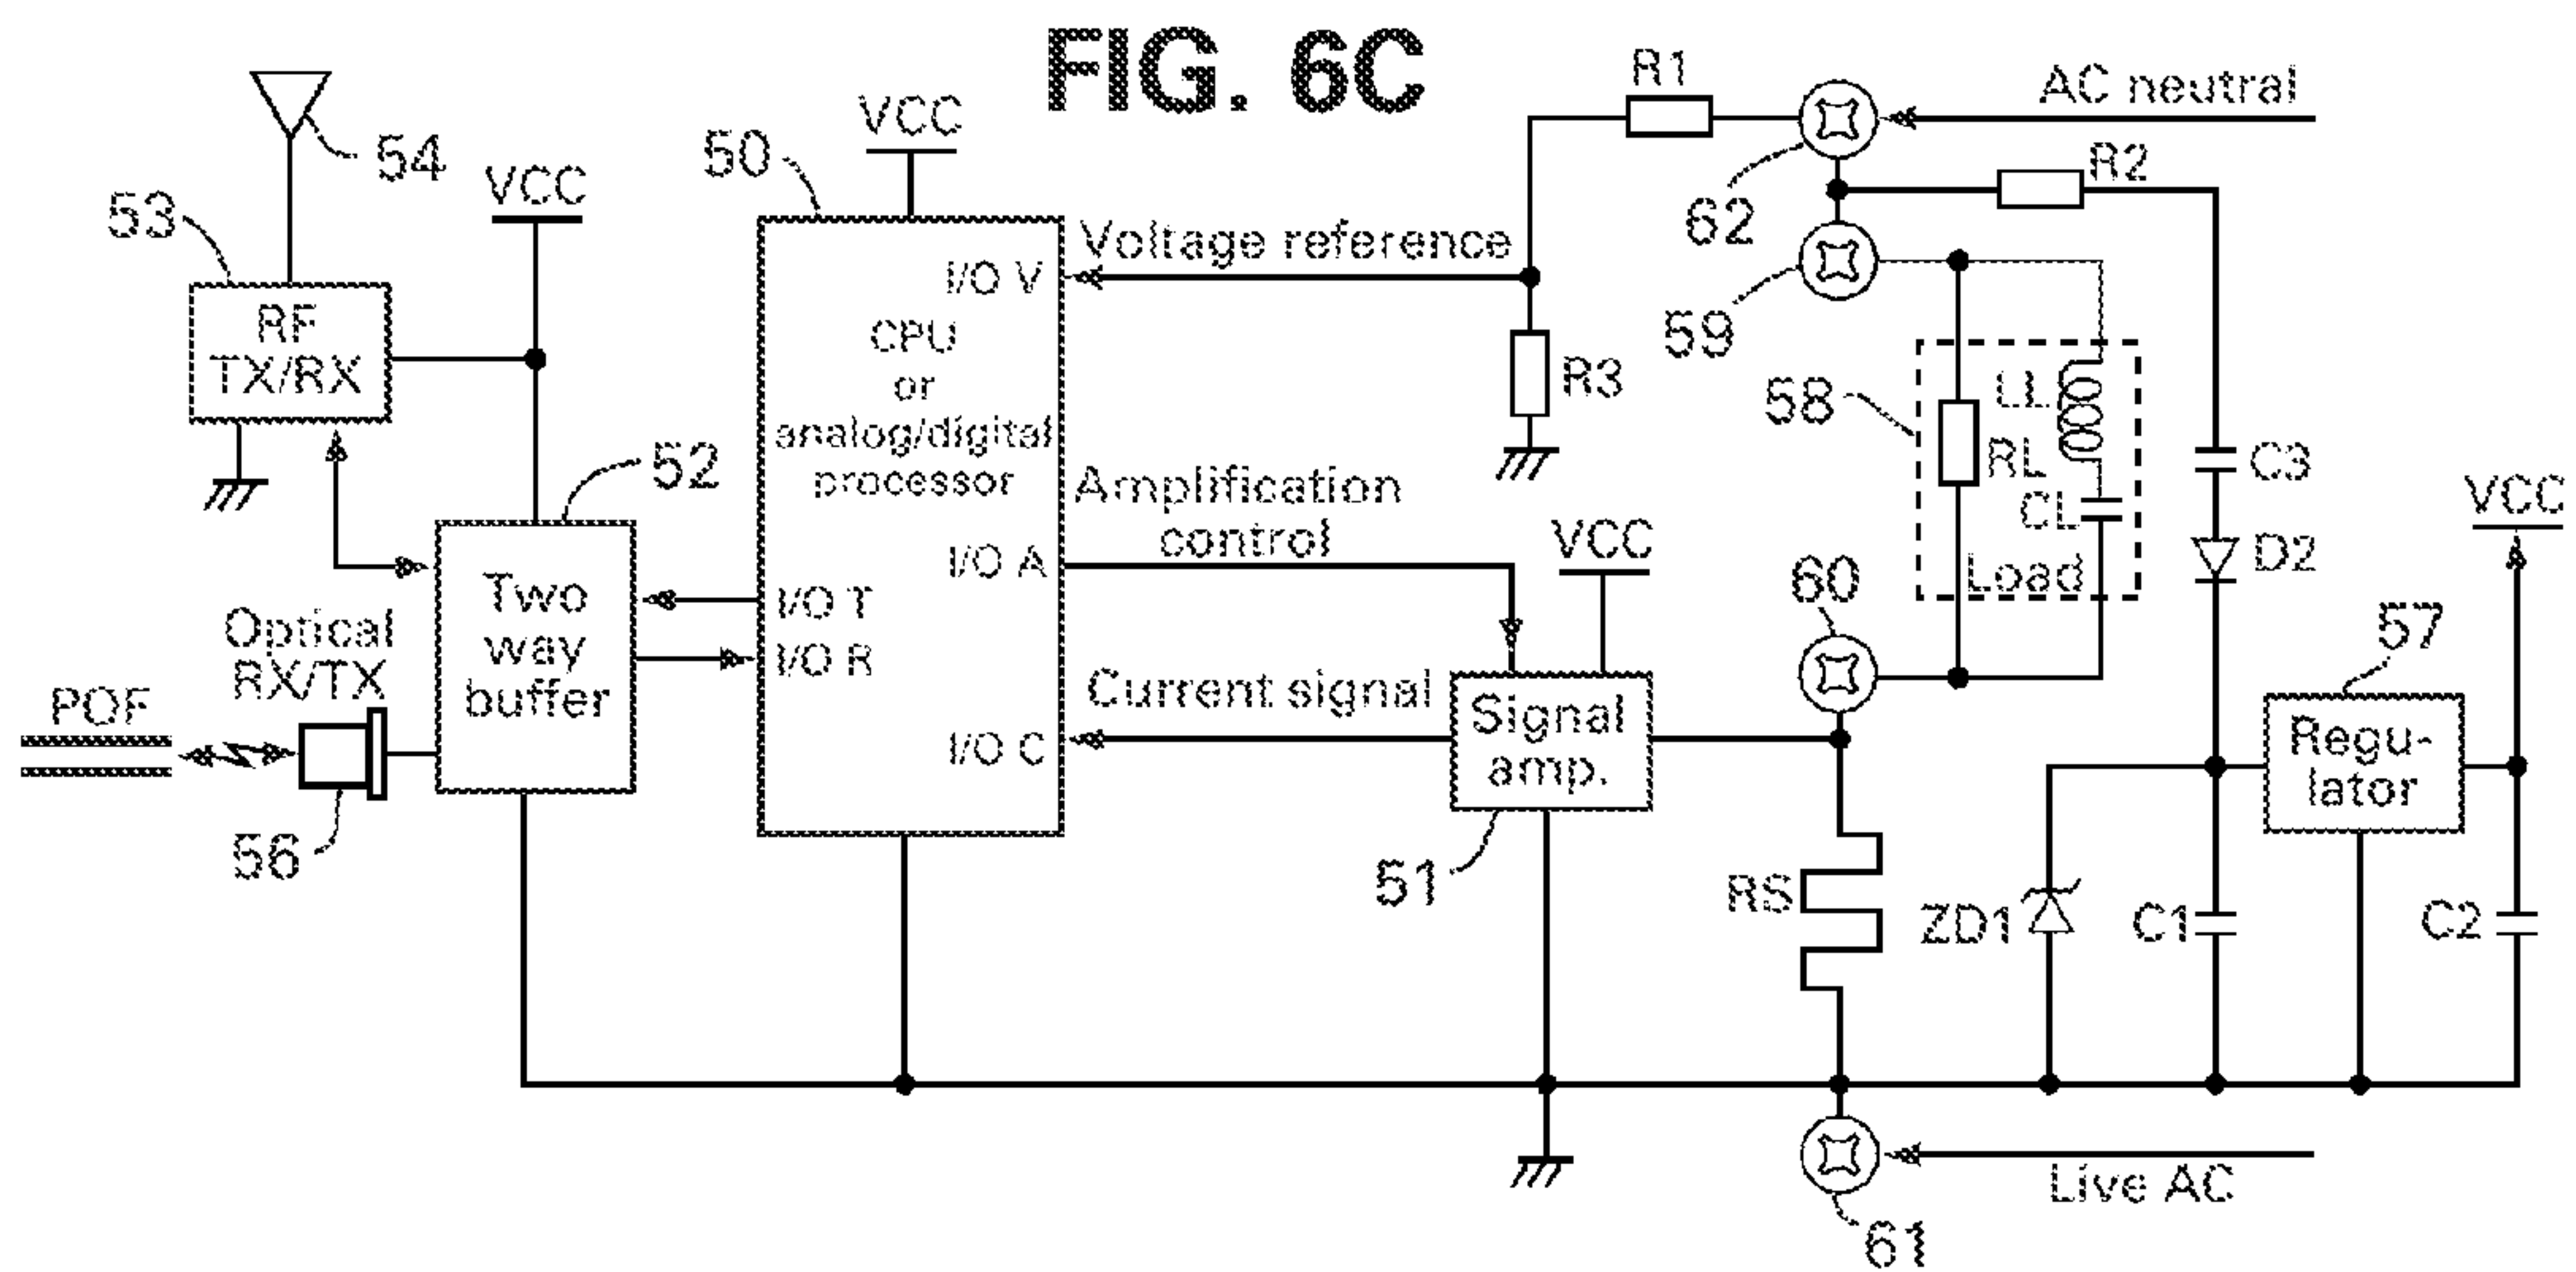 FIG. 6C
54
53
VCC
RF
TX/RX
52
Two
way
buffer
Optical
RX/TX
POF
56
50
VCC
I/O V
CPU
or
analog/digital
processor
I/O A
I/O T
I/O R
I/O C
Voltage reference
Amplification
control
Current signal
VCC
Signal
amp.
51
R1
R3
AC neutral
62
R2
59
58
LL
RL
CL
Load
60
C3
D2
VCC
57
Regu-
lator
RS
ZD1
C1
C2
Live AC
61